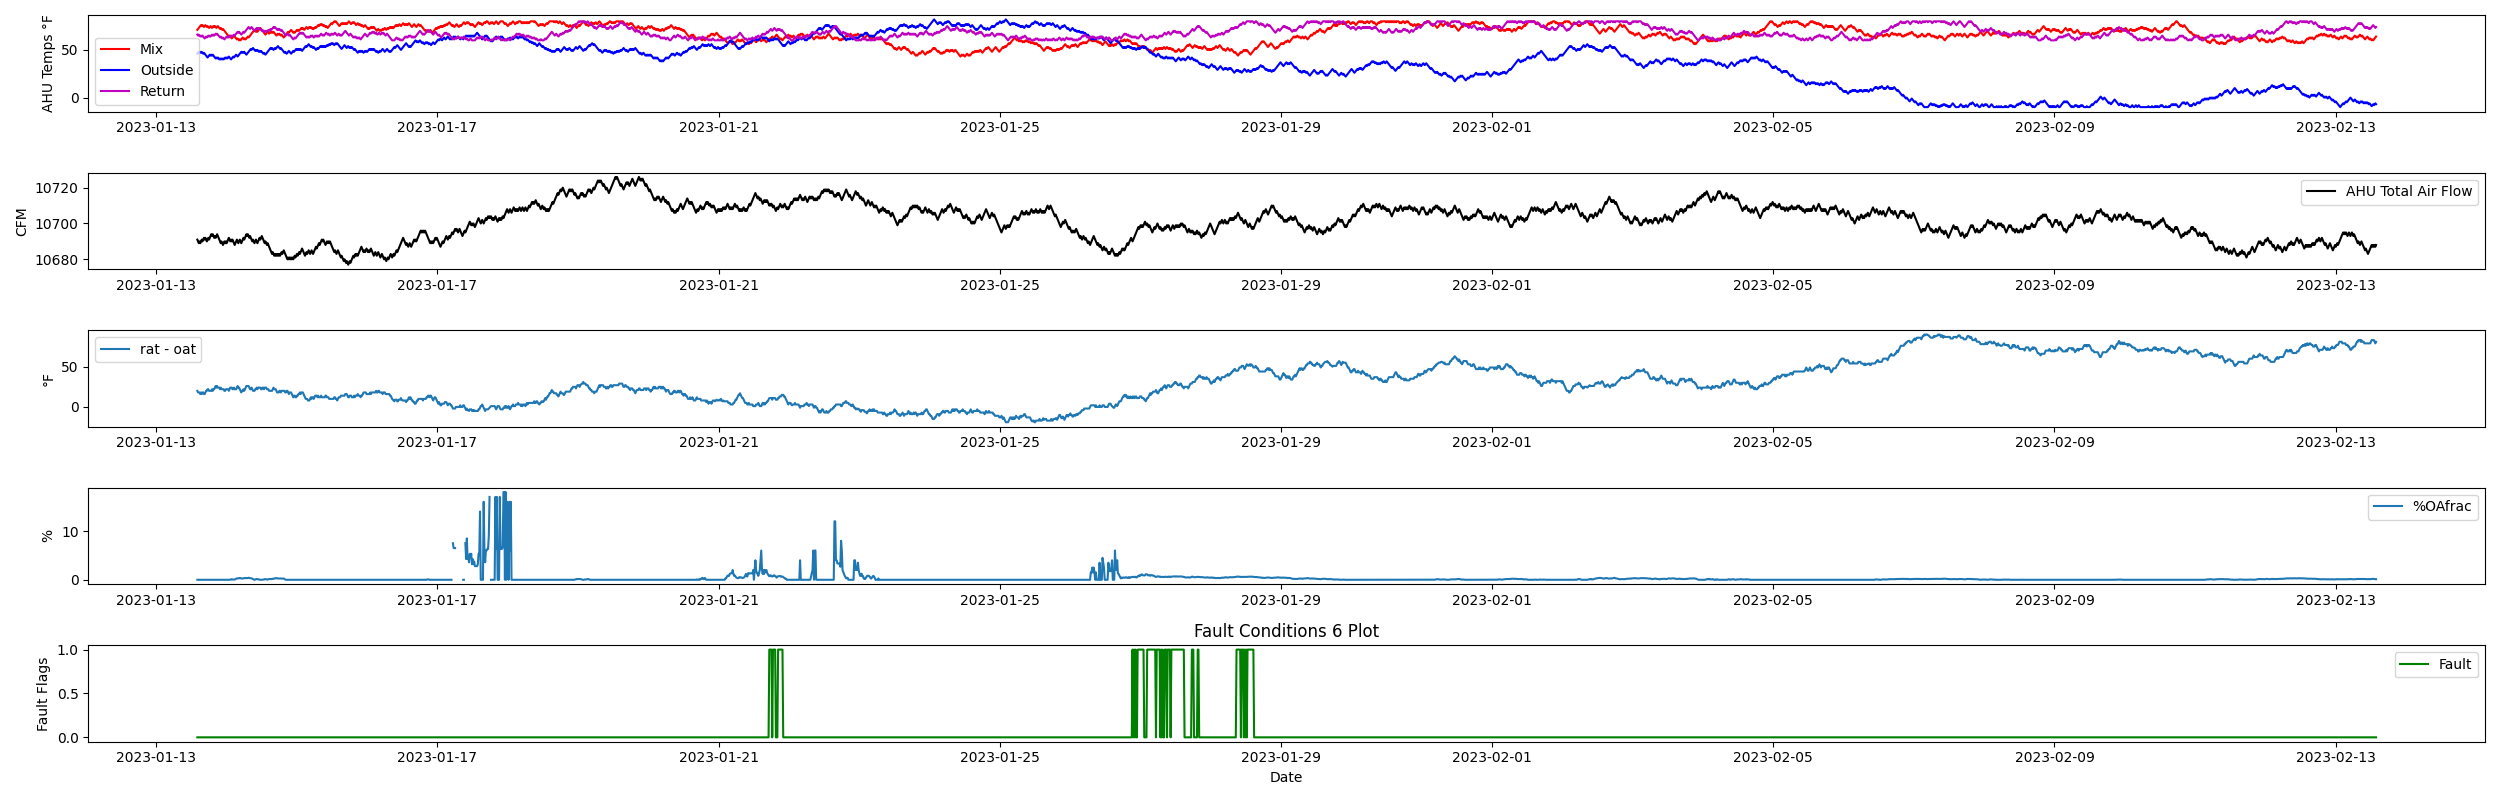 AHU Temps °F
50
0
Mix
Outside
Return
2023-01-13 2023-01-17 2023-01-21 2023-01-25 2023-01-29 2023-02-01 2023-02-05 2023-02-09 2023-02-13
CFM
10720
10700
10680
AHU Total Air Flow
2023-01-13 2023-01-17 2023-01-21 2023-01-25 2023-01-29 2023-02-01 2023-02-05 2023-02-09 2023-02-13
°F
50
0
rat - oat
2023-01-13 2023-01-17 2023-01-21 2023-01-25 2023-01-29 2023-02-01 2023-02-05 2023-02-09 2023-02-13
%
10
0
%OAfrac
2023-01-13 2023-01-17 2023-01-21 2023-01-25 2023-01-29 2023-02-01 2023-02-05 2023-02-09 2023-02-13
Fault Conditions 6 Plot
Fault Flags
1.0
0.5
0.0
Fault
2023-01-13 2023-01-17 2023-01-21 2023-01-25 2023-01-29 2023-02-01 2023-02-05 2023-02-09 2023-02-13
Date